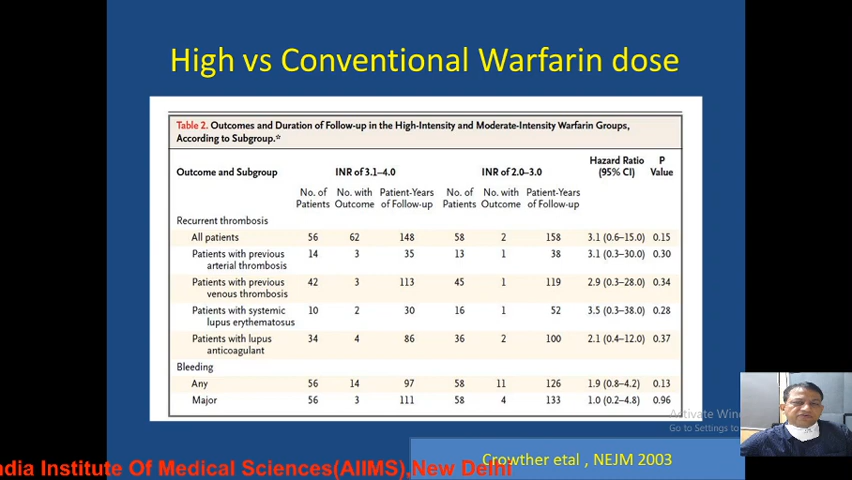 High vs Conventional Warfarin dose
Table 2. Outcomes and Duration of Follow-up in the High-Intensity and Moderate-Intensity Warfarin Groups,
According to Subgroup.*
Outcome and Subgroup INR of 3.1–4.0 INR of 2.0–3.0 Hazard Ratio (95% CI) P Value
No. of Patients No. with Outcome Patient-Years of Follow-up No. of Patients No. with Outcome Patient-Years of Follow-up
Recurrent thrombosis
All patients 56 62 148 58 2 158 3.1 (0.6–15.0) 0.15
Patients with previous 14 3 35 13 1 38 3.1 (0.3–30.0) 0.30
arterial thrombosis
Patients with previous 42 3 113 45 1 119 2.9 (0.3–28.0) 0.34
venous thrombosis
Patients with systemic 10 2 30 16 1 52 3.5 (0.3–38.0) 0.28
lupus erythematosus
Patients with lupus 34 4 86 36 2 100 2.1 (0.4–12.0) 0.37
anticoagulant
Bleeding
Any 56 14 97 58 11 126 1.9 (0.8–4.2) 0.13
Major 56 3 111 58 4 133 1.0 (0.2–4.8) 0.96
Activate Wind
Go to Settings to
Crowther etal , NEJM 2003
ndia Institute Of Medical Sciences(AIIMS),New Delhi